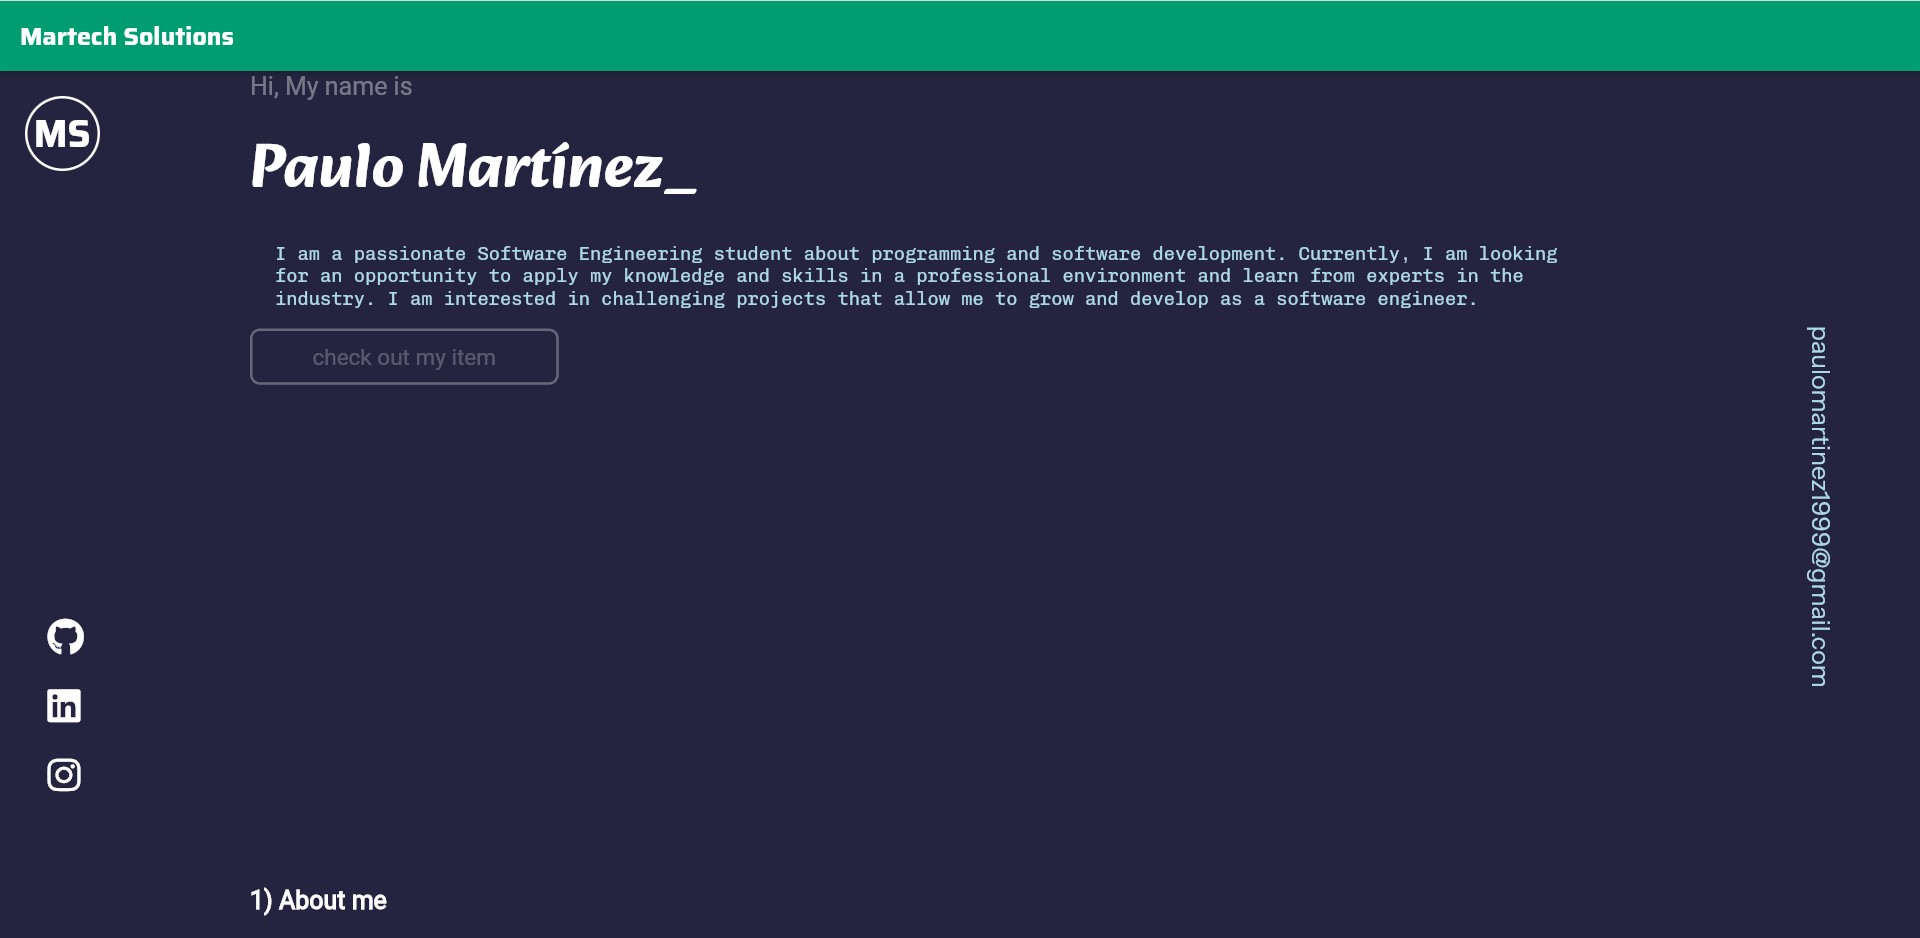 Martech Solutions
Hi, My name is
MS
Paulo Martínez_
I am a passionate Software Engineering student about programming and software development. Currently, I am looking
for an opportunity to apply my knowledge and skills in a professional environment and learn from experts in the
industry. I am interested in challenging projects that allow me to grow and develop as a software engineer.
check out my item
paulomartinez1999@gmail.com
in
1) About me